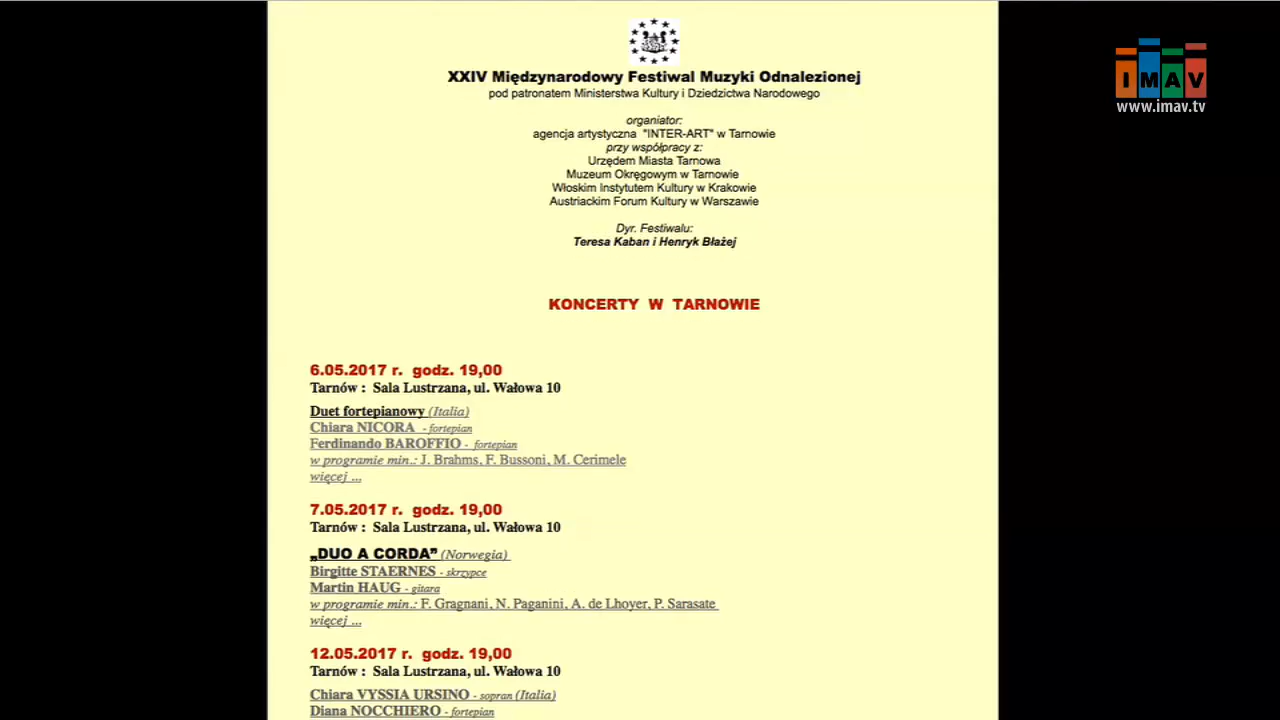 XXIV Międzynarodowy Festiwal Muzyki Odnalezionej
pod patronatem Ministerstwa Kultury i Dziedzictwa Narodowego
organiator:
agencja artystyczna "INTER-ART" w Tarnowie
przy współpracy z:
Urzędem Miasta Tarnowa
Muzeum Okręgowym w Tarnowie
Włoskim Instytutem Kultury w Krakowie
Austriackim Forum Kultury w Warszawie
Dyr. Festiwalu:
Teresa Kaban i Henryk Błażej
IMAV
www.imav.tv
KONCERTY W TARNOWIE
6.05.2017 r. godz. 19,00
Tarnów : Sala Lustrzana, ul. Wałowa 10
Duet fortepianowy (Italia)
Chiara NICORA - fortepian
Ferdinando BAROFFIO - fortepian
w programie min.: J. Brahms, F. Bussoni, M. Cerimele
więcej ...
7.05.2017 r. godz. 19,00
Tarnów : Sala Lustrzana, ul. Wałowa 10
„DUO A CORDA” (Norwegia)
Birgitte STAERNES - skrzypce
Martin HAUG - gitara
w programie min.: F. Gragnani, N. Paganini, A. de Lhoyer, P. Sarasate
więcej ...
12.05.2017 r. godz. 19,00
Tarnów : Sala Lustrzana, ul. Wałowa 10
Chiara VYSSIA URSINO - sopran (Italia)
Diana NOCCHIERO - fortepian